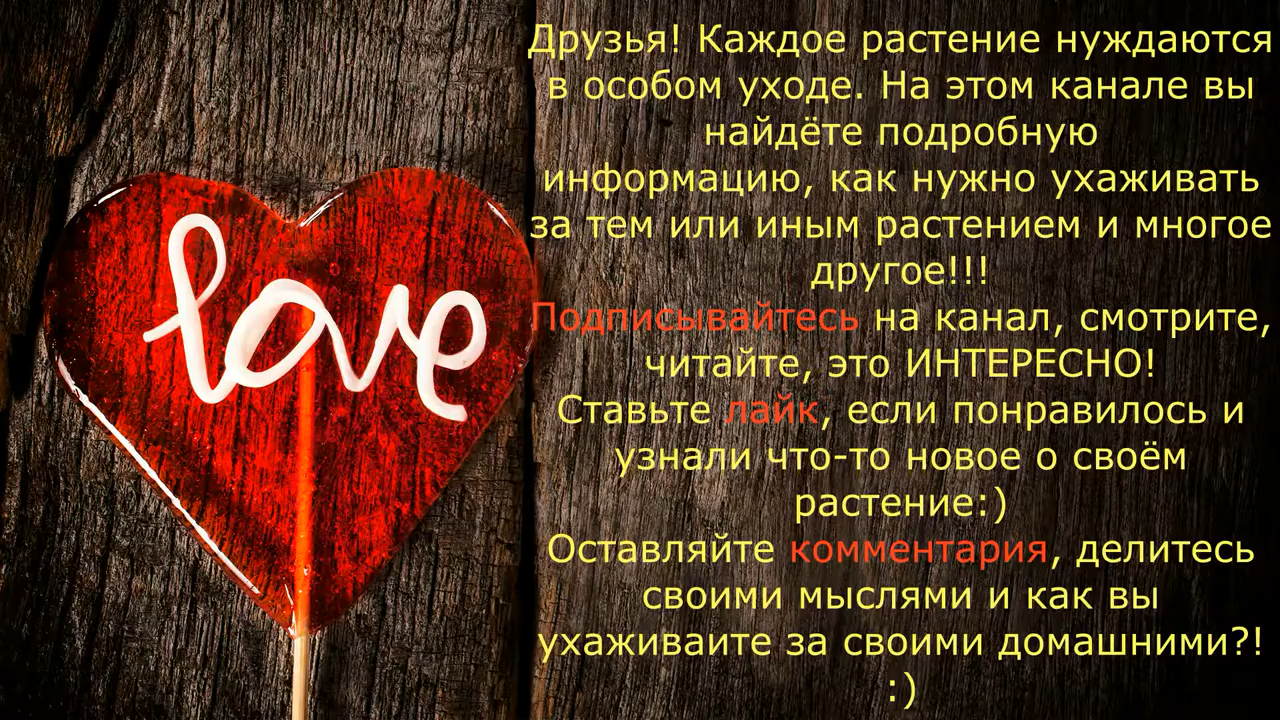 love
Друзья! Каждое растение нуждаются
в особом уходе. На этом канале вы
найдёте подробную
информацию, как нужно ухаживать
за тем или иным растением и многое
другое!!!
Подписывайтесь на канал, смотрите,
читайте, это ИНТЕРЕСНО!
Ставьте лайк, если понравилось и
узнали что-то новое о своём
растение:)
Оставляйте комментария, делитесь
своими мыслями и как вы
ухаживаите за своими домашними?!
:)